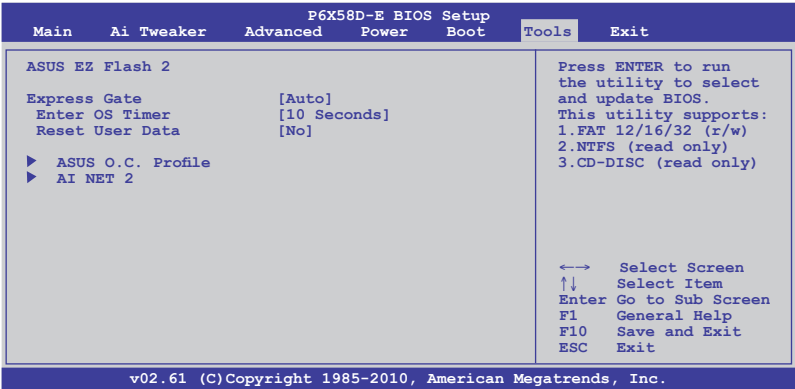 P6X58D-E BIOS Setup
Main Ai Tweaker Advanced Power Boot Tools Exit
ASUS EZ Flash 2
Express Gate [Auto]
Enter OS Timer [10 Seconds]
Reset User Data [No]
▶ ASUS O.C. Profile
▶ AI NET 2
Press ENTER to run
the utility to select
and update BIOS.
This utility supports:
1.FAT 12/16/32 (r/w)
2.NTFS (read only)
3.CD-DISC (read only)
←→ Select Screen
↑↓ Select Item
Enter Go to Sub Screen
F1 General Help
F10 Save and Exit
ESC Exit
v02.61 (C)Copyright 1985-2010, American Megatrends, Inc.